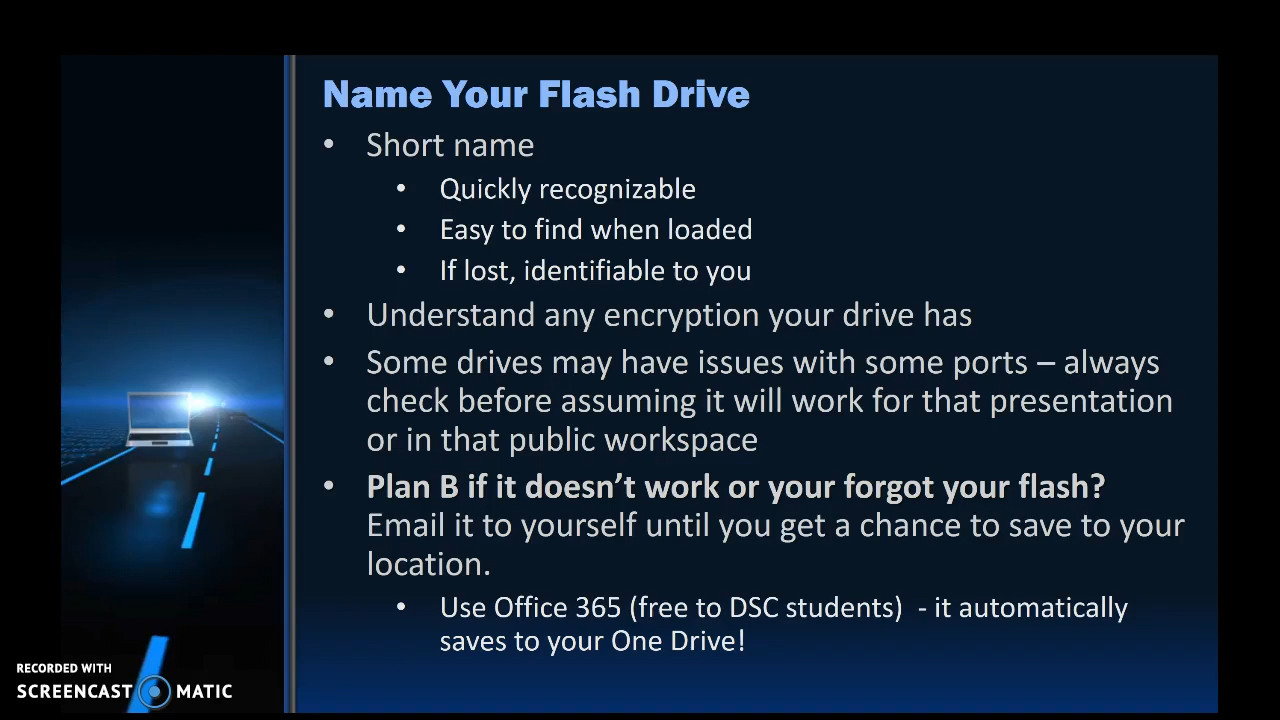 Name Your Flash Drive
• Short name
• Quickly recognizable
• Easy to find when loaded
• If lost, identifiable to you
• Understand any encryption your drive has
• Some drives may have issues with some ports – always
check before assuming it will work for that presentation
or in that public workspace
• Plan B if it doesn’t work or your forgot your flash?
Email it to yourself until you get a chance to save to your
location.
• Use Office 365 (free to DSC students)  - it automatically
saves to your One Drive!
RECORDED WITH
SCREENCAST MATIC